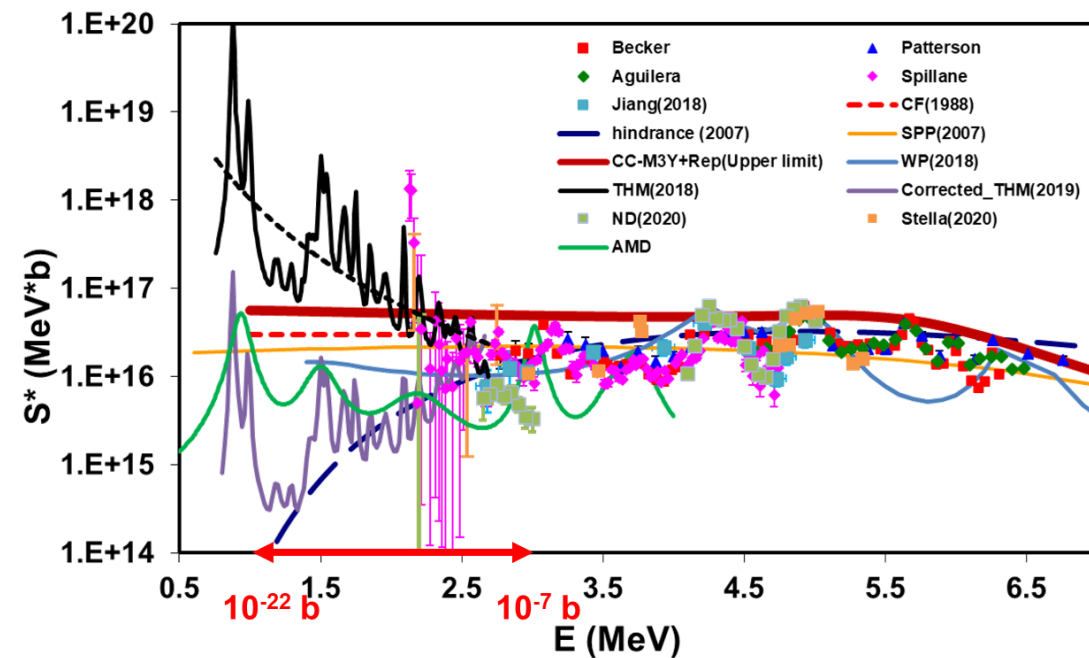 1.E+20
1.E+19
1.E+18
1.E+17
1.E+16
1.E+15
1.E+14
S* (MeV*b)
Becker
Patterson
Aguilera
Spillane
Jiang(2018)
CF(1988)
hindrance (2007)
SPP(2007)
CC-M3Y+Rep(Upper limit)
WP(2018)
THM(2018)
Corrected_THM(2019)
ND(2020)
Stella(2020)
AMD
0.5 1.5 2.5 3.5 4.5 5.5 6.5
10⁻²² b 10⁻⁷ b
E (MeV)